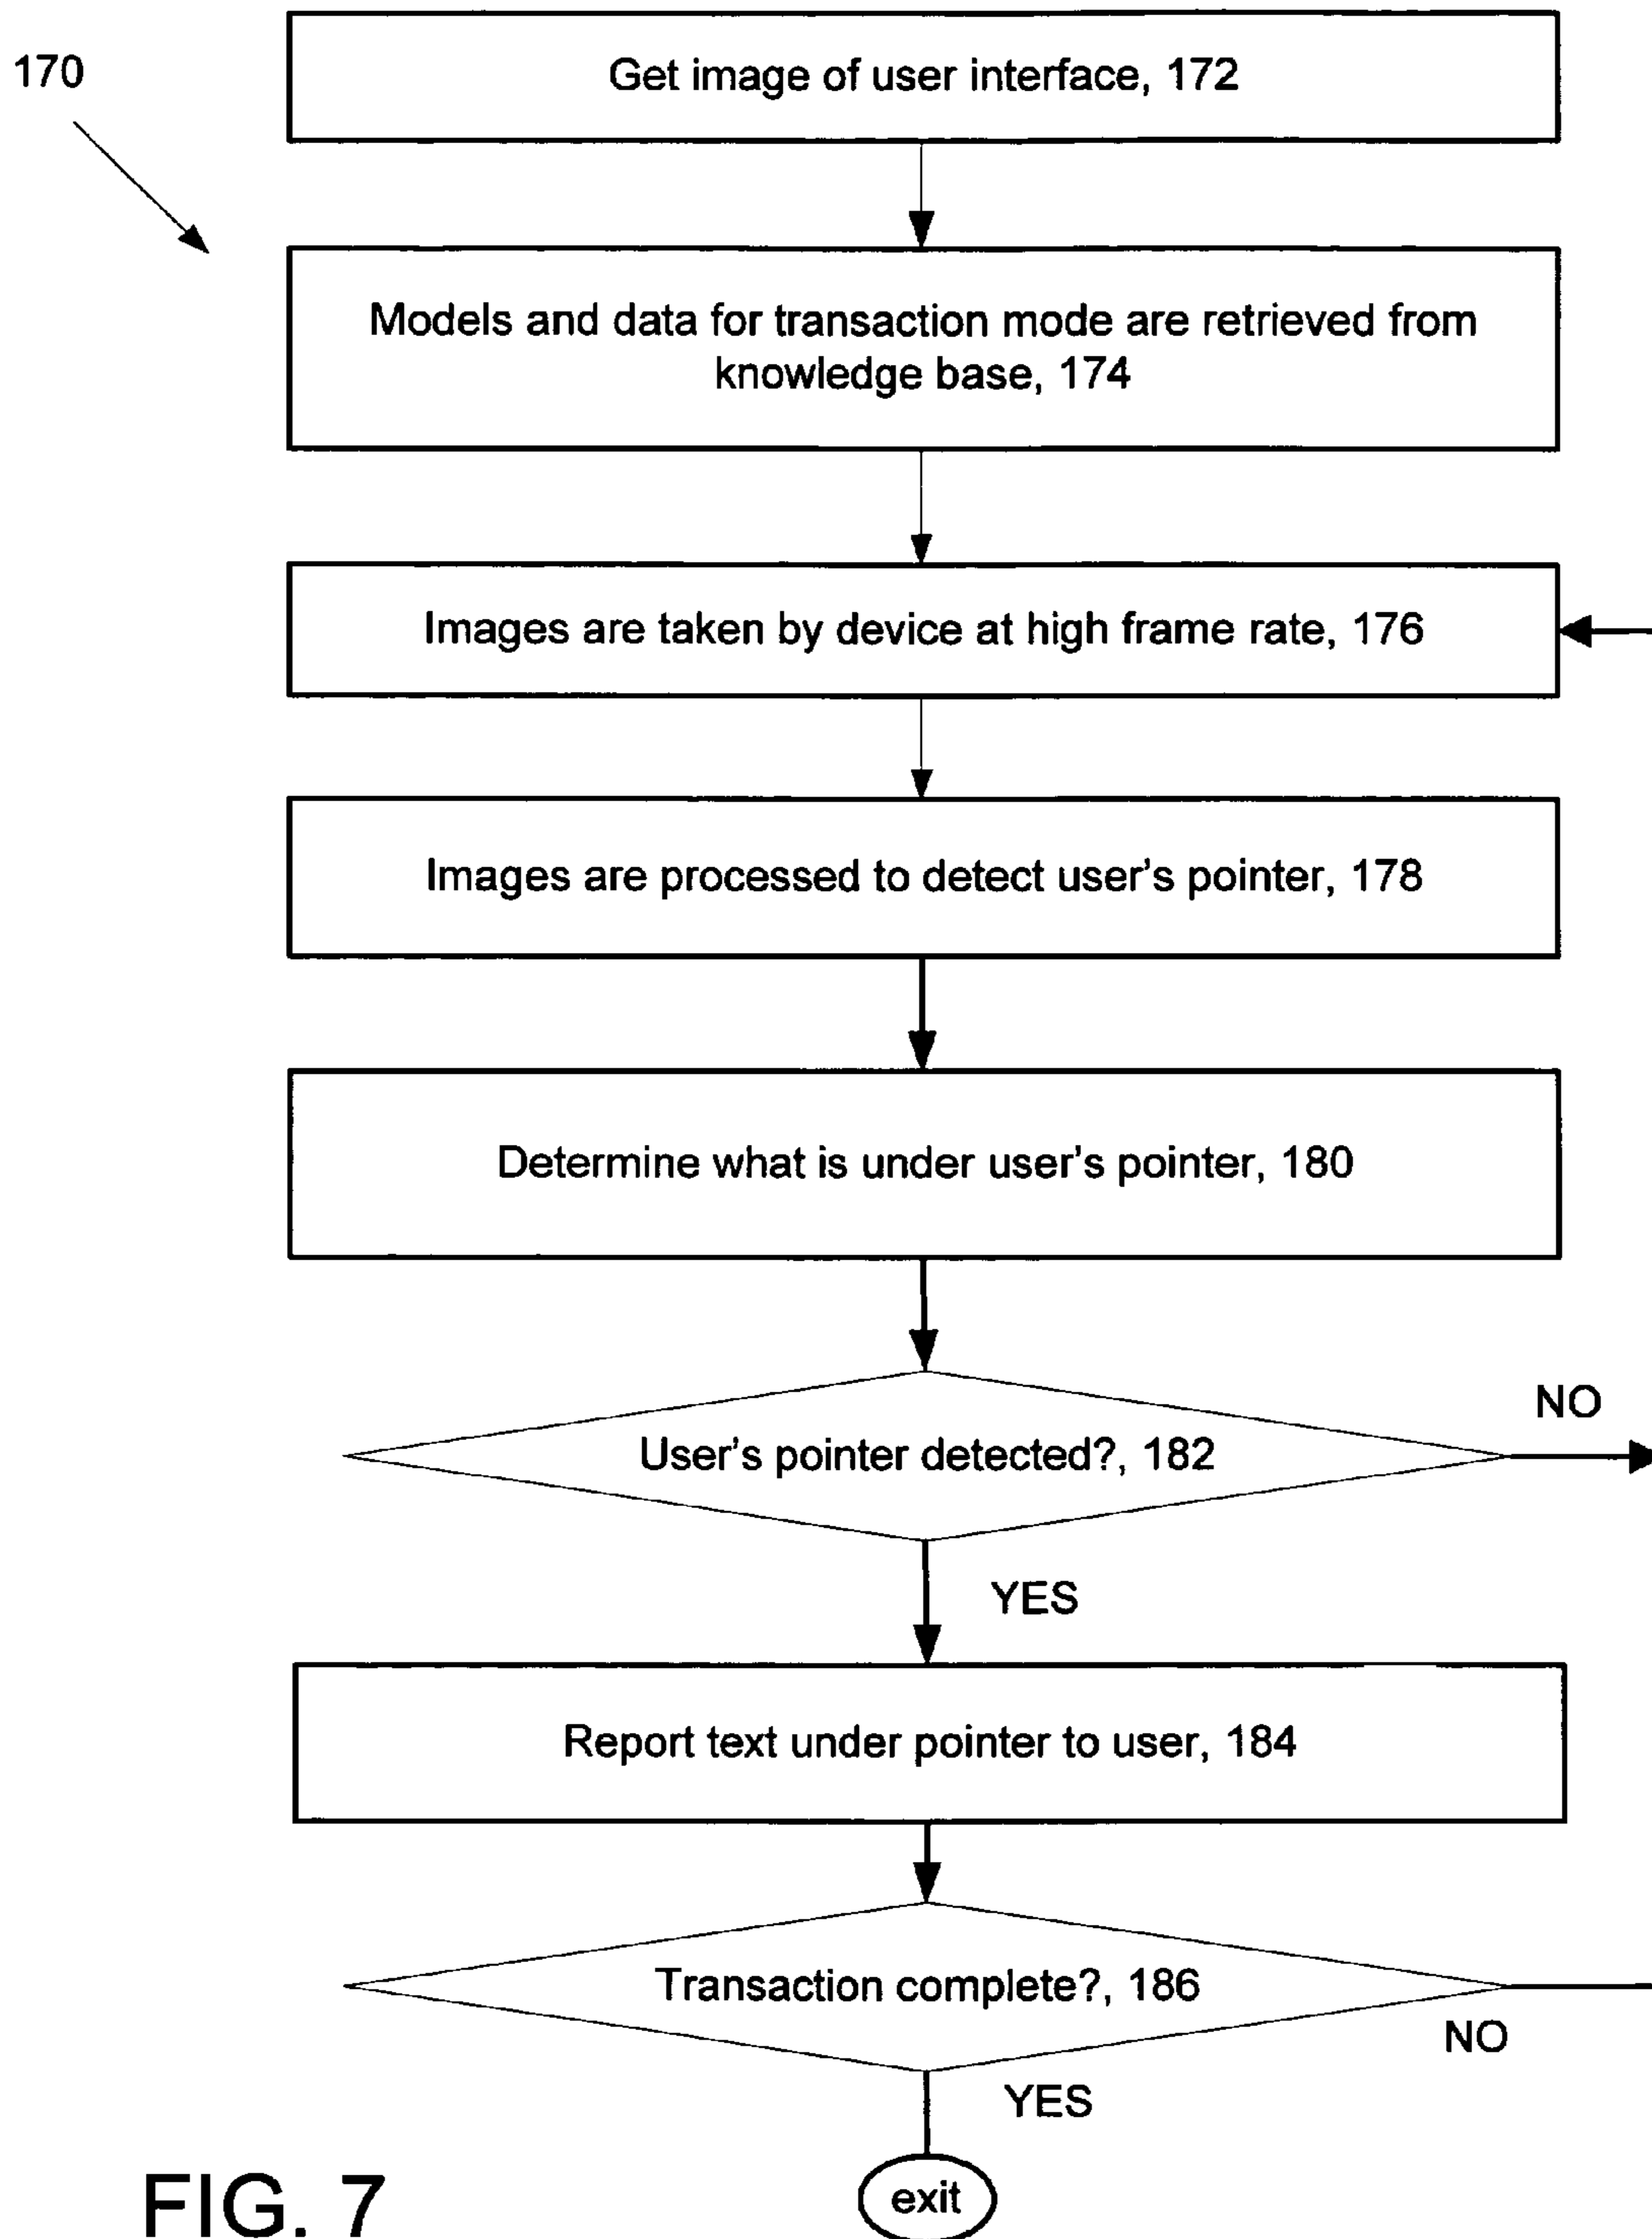 170
Get image of user interface, 172
Models and data for transaction mode are retrieved from
knowledge base, 174
Images are taken by device at high frame rate, 176
Images are processed to detect user's pointer, 178
Determine what is under user's pointer, 180
NO
User's pointer detected?, 182
YES
Report text under pointer to user, 184
Transaction complete?, 186
NO
YES
exit
FIG. 7